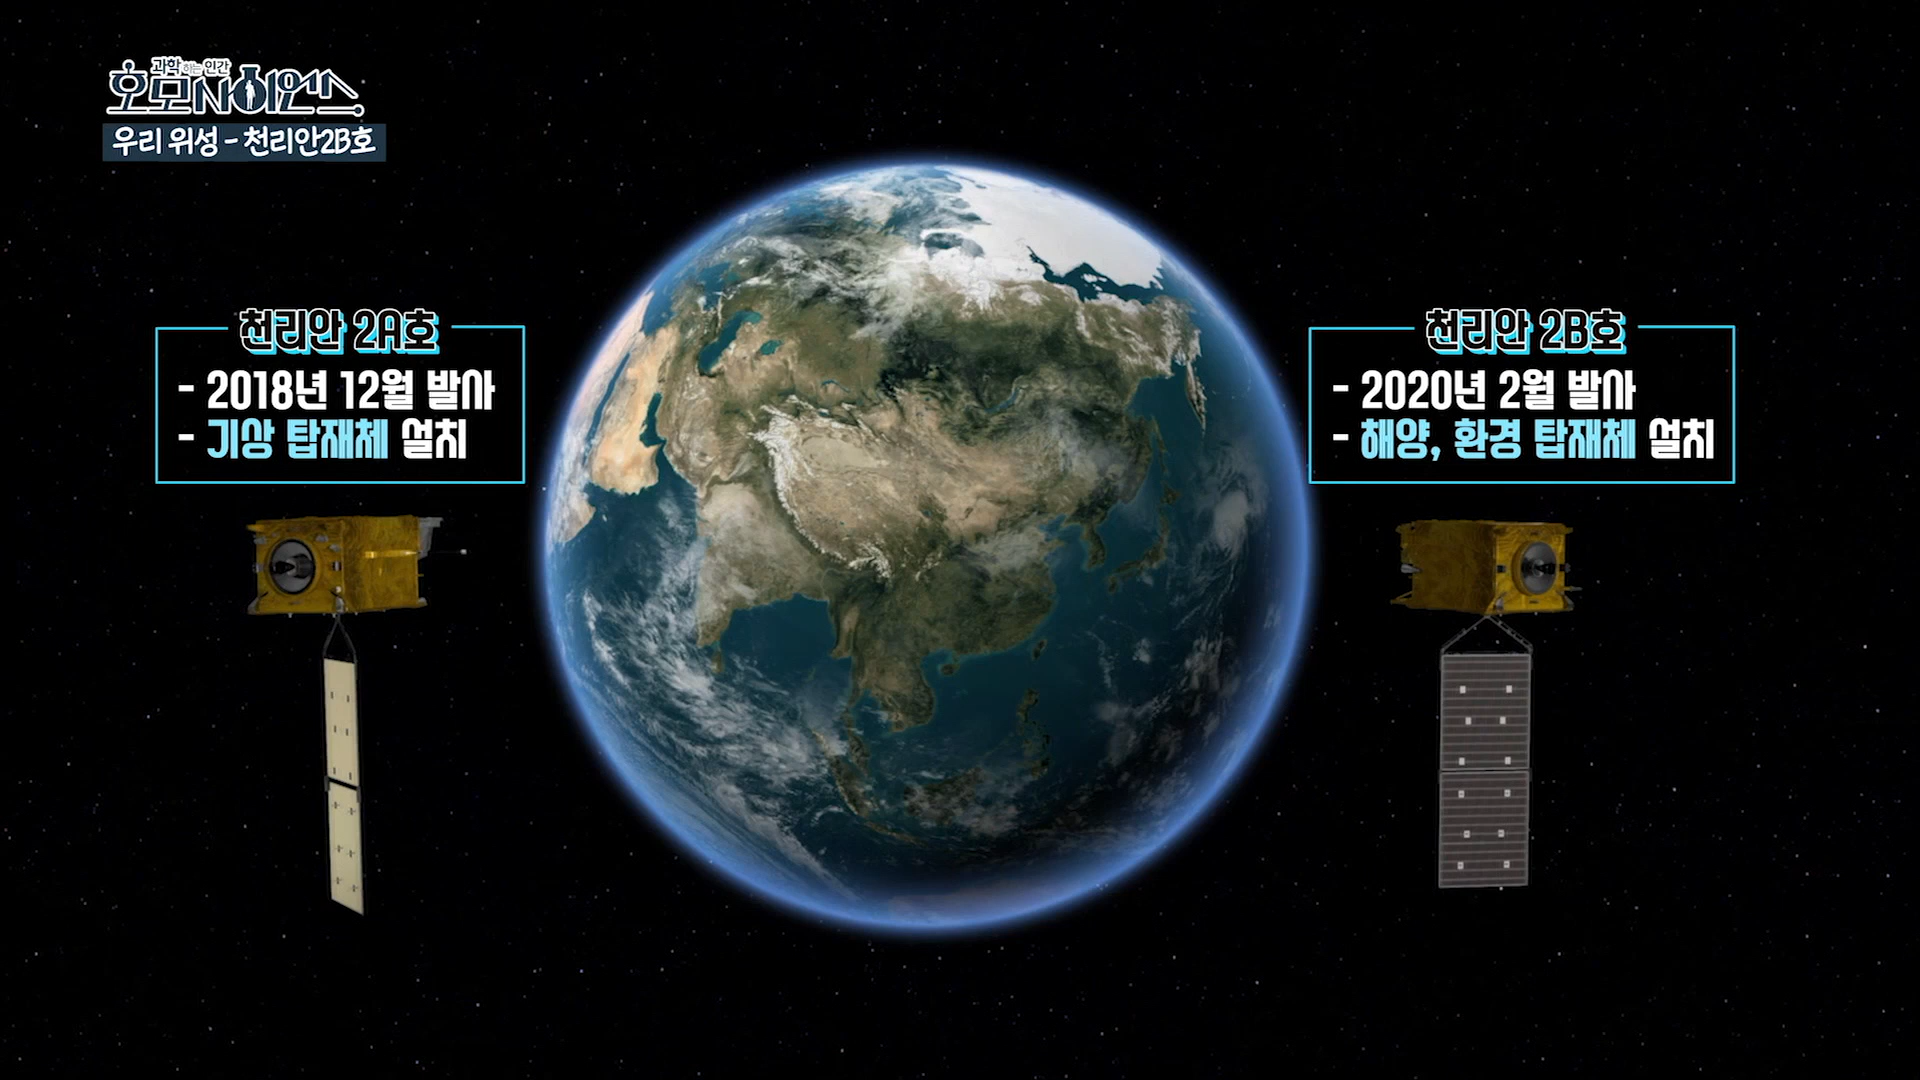 과학하는 인간
호모사이언스
우리 위성 - 천리안2B호
천리안 2A호
- 2018년 12월 발사
- 기상 탑재체 설치
천리안 2B호
- 2020년 2월 발사
- 해양, 환경 탑재체 설치